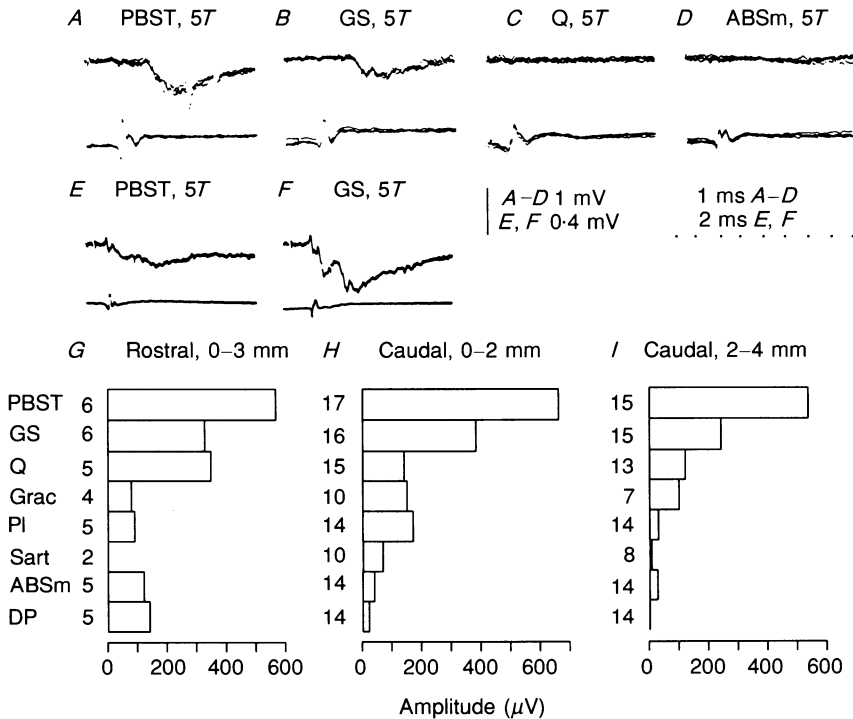 A PBST, 5T B GS, 5T C Q, 5T D ABSm, 5T
E PBST, 5T F GS, 5T
A–D 1 mV
E, F 0·4 mV
1 ms A–D
2 ms E, F
G Rostral, 0–3 mm H Caudal, 0–2 mm I Caudal, 2–4 mm
PBST 6 17 15
GS 6 16 15
Q 5 15 13
Grac 4 10 7
Pl 5 14 14
Sart 2 10 8
ABSm 5 14 14
DP 5 14 14
0 200 600 0 200 600 0 200 600
Amplitude (μV)